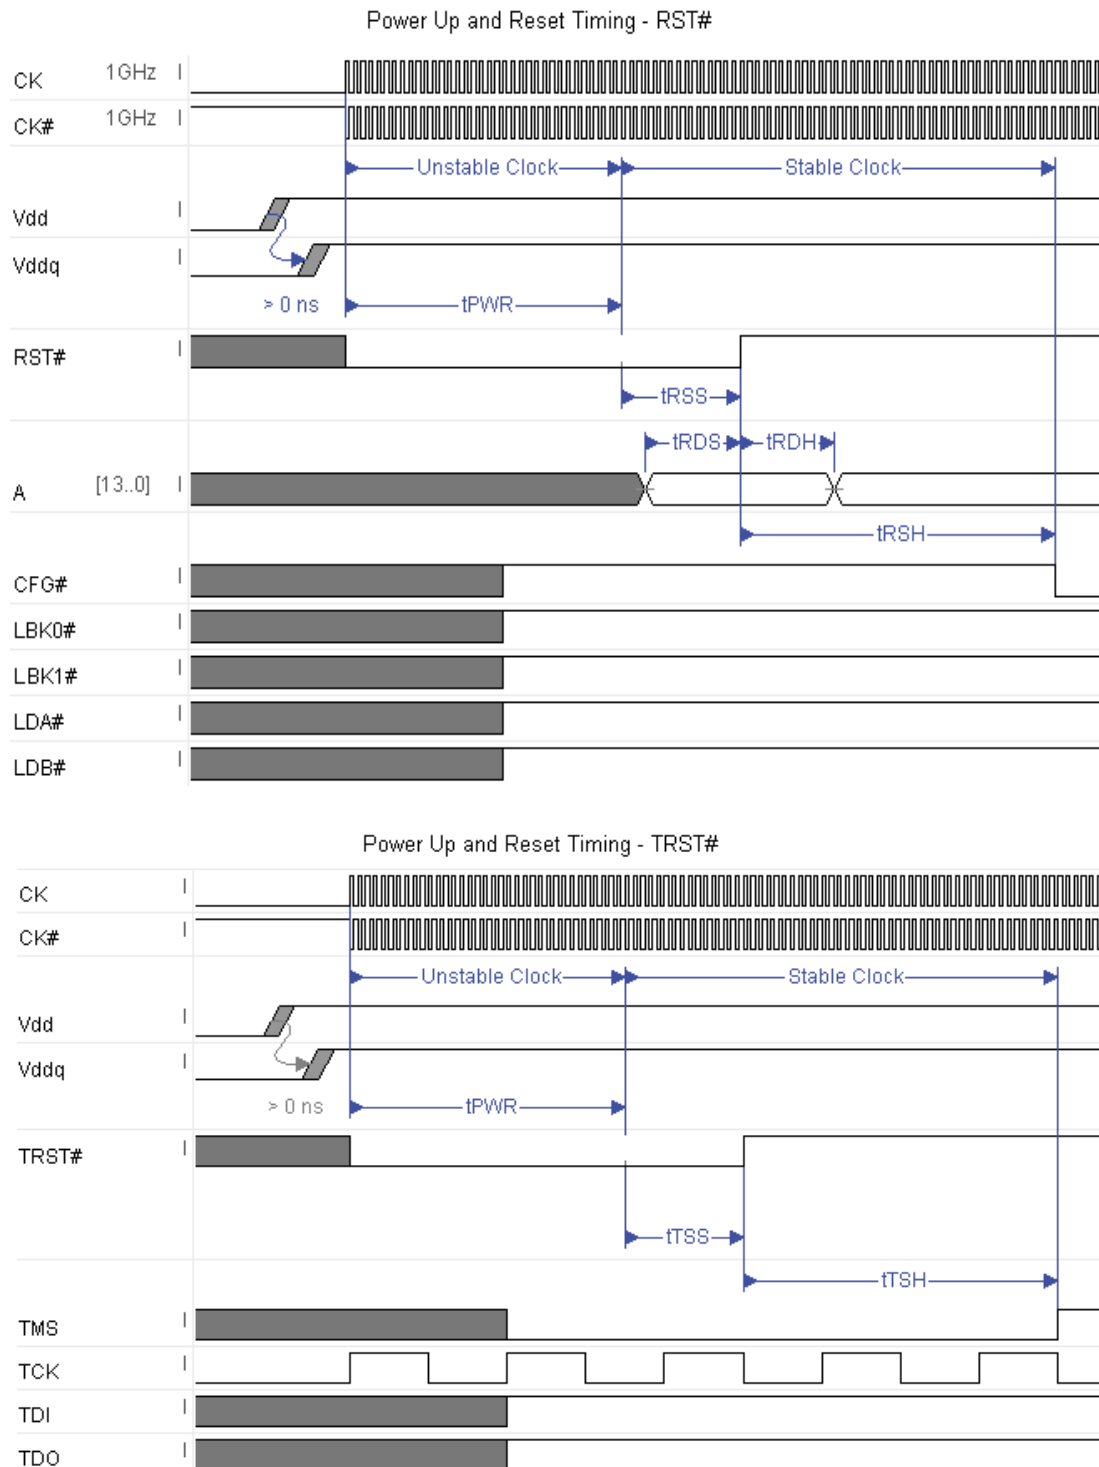 Power Up and Reset Timing - RST#
CK 1GHz
CK# 1GHz
Unstable Clock Stable Clock
Vdd
Vddq
> 0 ns tPWR
RST#
tRSS
tRDS tRDH
A [13..0]
tRSH
CFG#
LBK0#
LBK1#
LDA#
LDB#
Power Up and Reset Timing - TRST#
CK
CK#
Unstable Clock Stable Clock
Vdd
Vddq
> 0 ns tPWR
TRST#
tTSS
tTSH
TMS
TCK
TDI
TDO